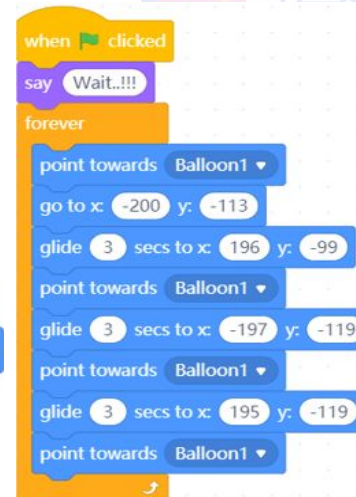 when clicked
say Wait..!!!
forever
point towards Balloon1
go to x: -200 y: -113
glide 3 secs to x: 196 y: -99
point towards Balloon1
glide 3 secs to x: -197 y: -119
point towards Balloon1
glide 3 secs to x: 195 y: -119
point towards Balloon1